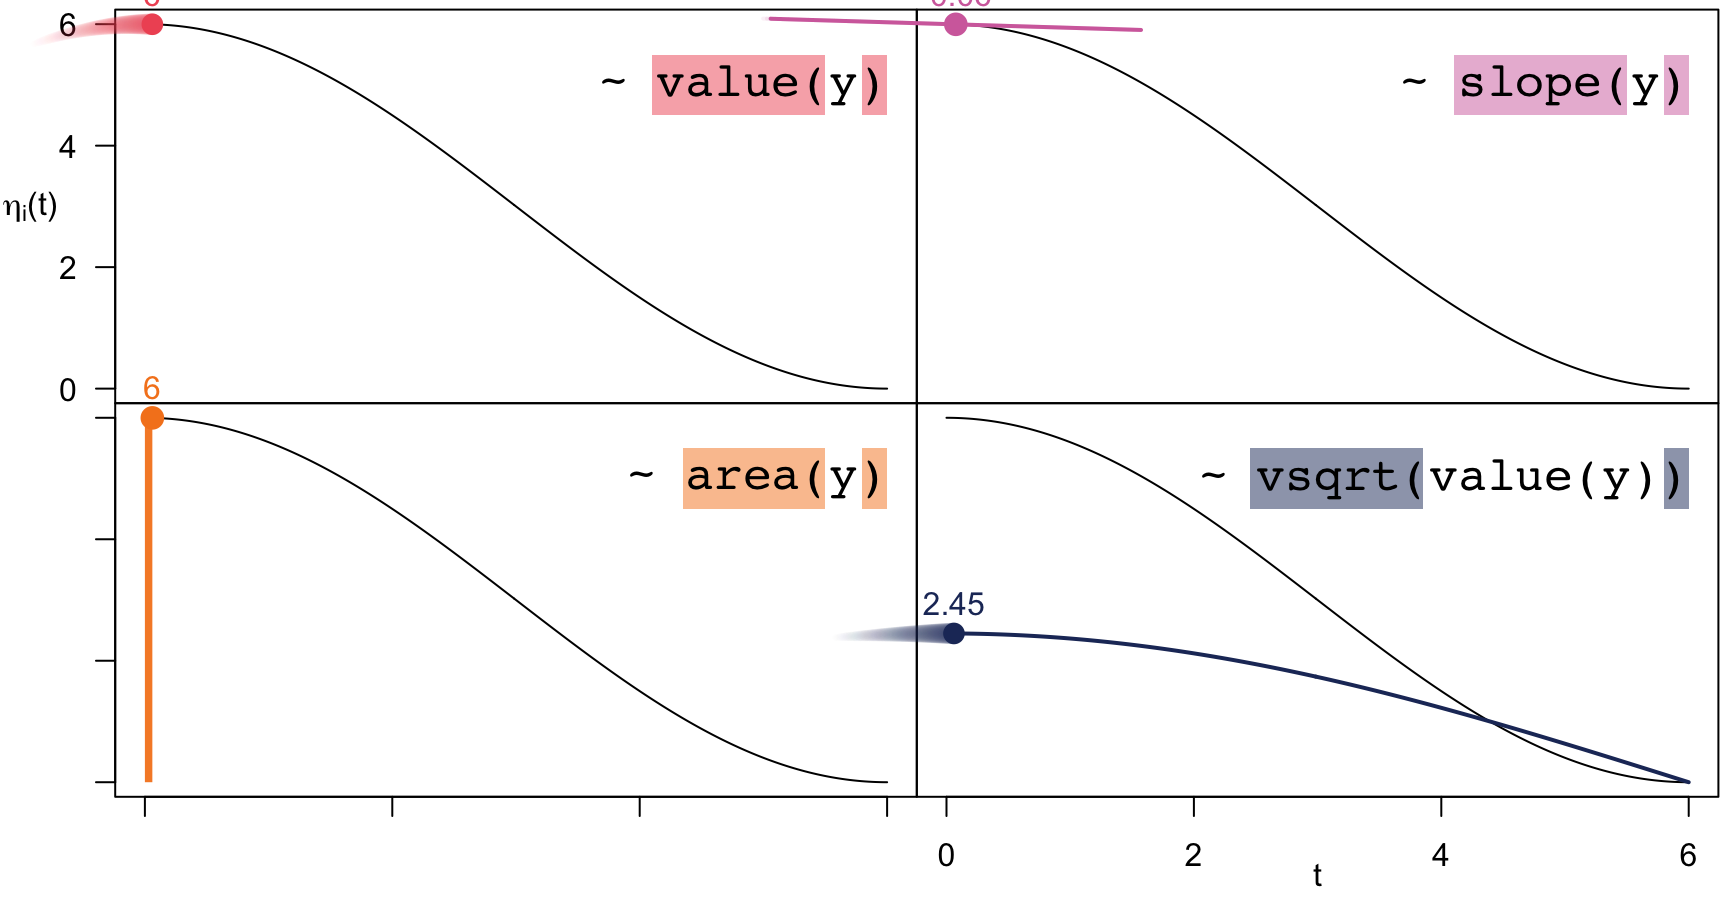 6
~ value(y)
~ slope(y)
4
ηi(t)
2
0
6
~ area(y)
~ vsqrt(value(y))
2.45
0 2 4 6
t